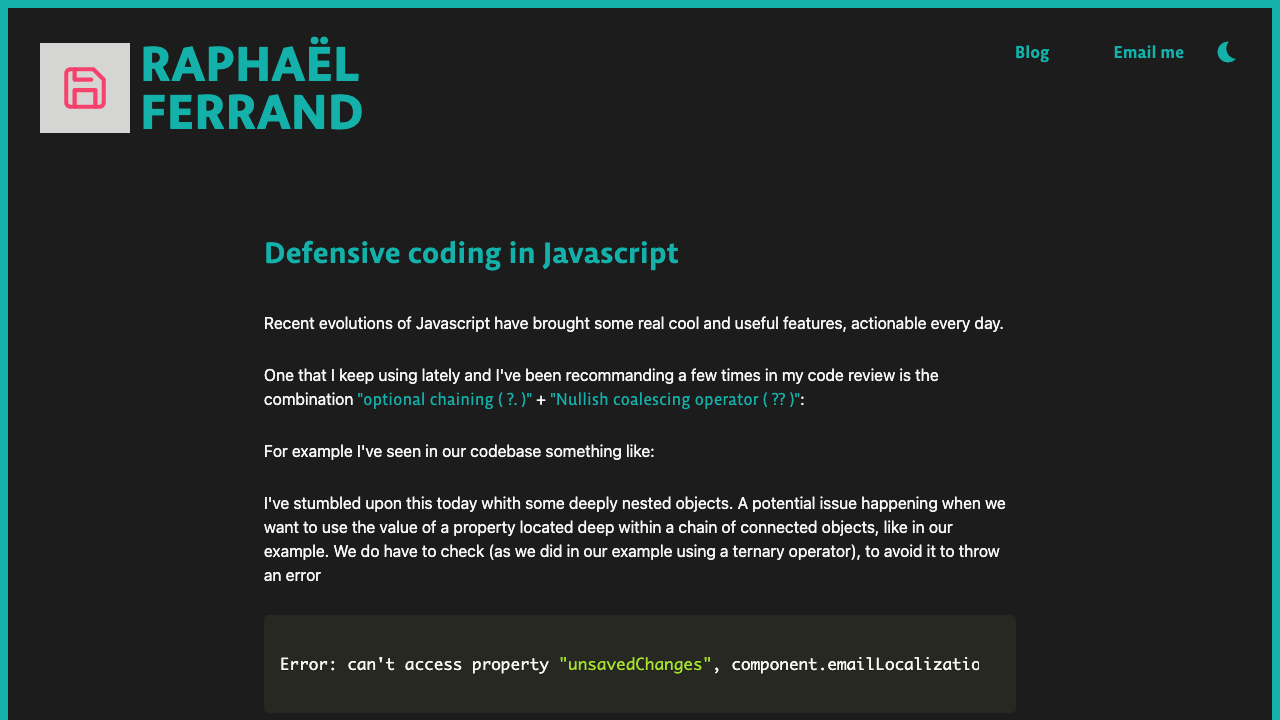 RAPHAËL
FERRAND
Blog
Email me
Defensive coding in Javascript
Recent evolutions of Javascript have brought some real cool and useful features, actionable every day.
One that I keep using lately and I've been recommanding a few times in my code review is the
combination "optional chaining ( ?. )" + "Nullish coalescing operator ( ?? )":
For example I've seen in our codebase something like:
I've stumbled upon this today whith some deeply nested objects. A potential issue happening when we
want to use the value of a property located deep within a chain of connected objects, like in our
example. We do have to check (as we did in our example using a ternary operator), to avoid it to throw
an error
Error: can't access property "unsavedChanges", component.emailLocalizatio